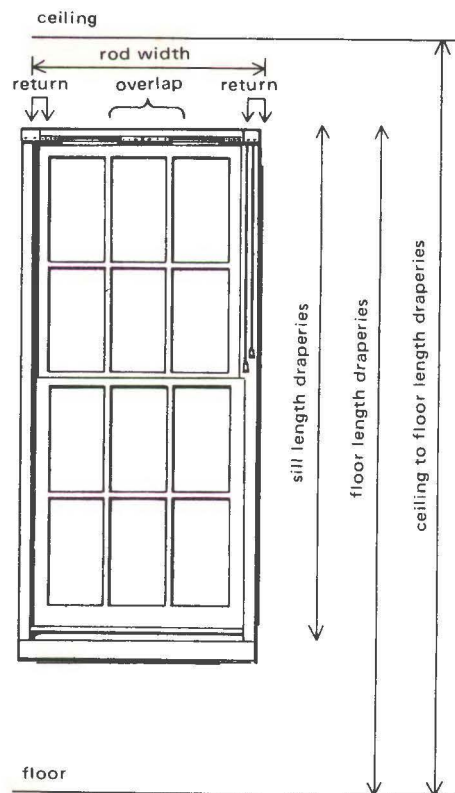 ceiling
rod width
return overlap return
sill length draperies
floor length draperies
ceiling to floor length draperies
floor